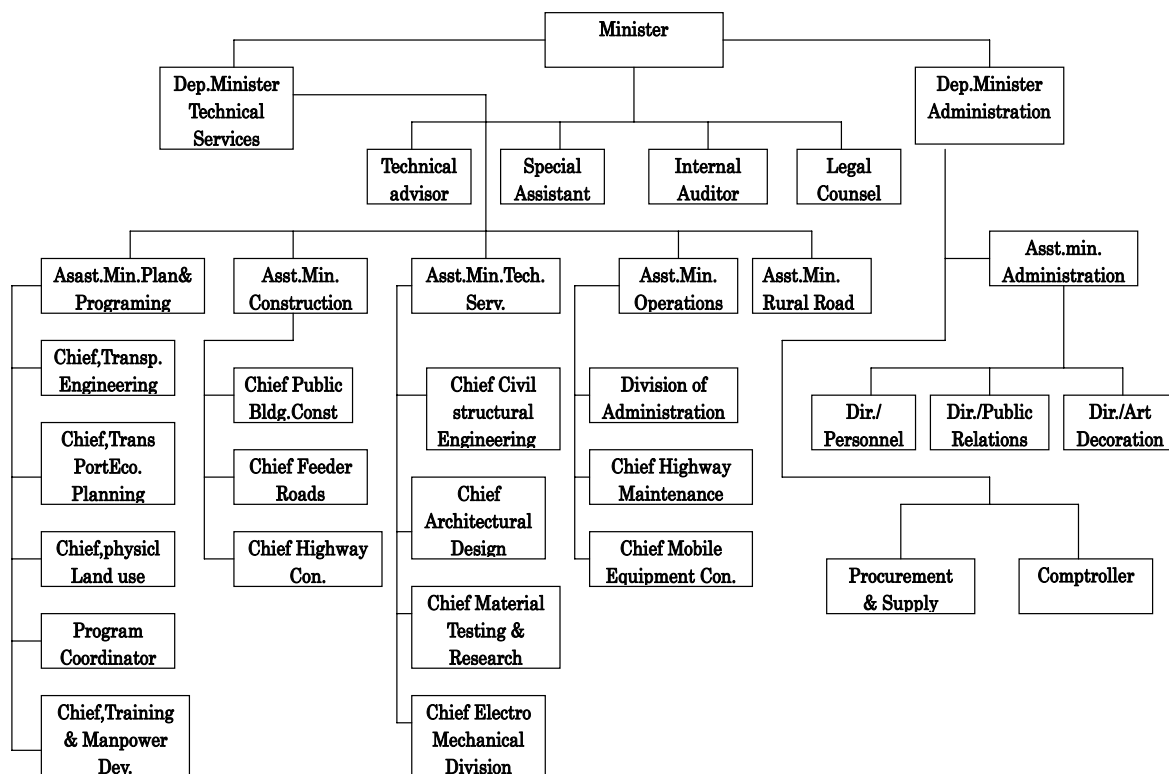 Minister
Dep.Minister
Technical
Services
Dep.Minister
Administration
Technical
advisor
Special
Assistant
Internal
Auditor
Legal
Counsel
Asast.Min.Plan&
Programing
Asst.Min.
Construction
Asst.Min.Tech.
Serv.
Asst.Min.
Operations
Asst.Min.
Rural Road
Asst.min.
Administration
Chief,Transp.
Engineering
Chief,Trans
PortEco.
Planning
Chief,physicl
Land use
Program
Coordinator
Chief,Training
& Manpower
Dev.
Chief Public
Bldg.Const
Chief Feeder
Roads
Chief Highway
Con.
Chief Civil
structural
Engineering
Chief
Architectural
Design
Chief Material
Testing &
Research
Chief Electro
Mechanical
Division
Division of
Administration
Chief Highway
Maintenance
Chief Mobile
Equipment Con.
Dir./
Personnel
Dir./Public
Relations
Dir./Art
Decoration
Procurement
& Supply
Comptroller